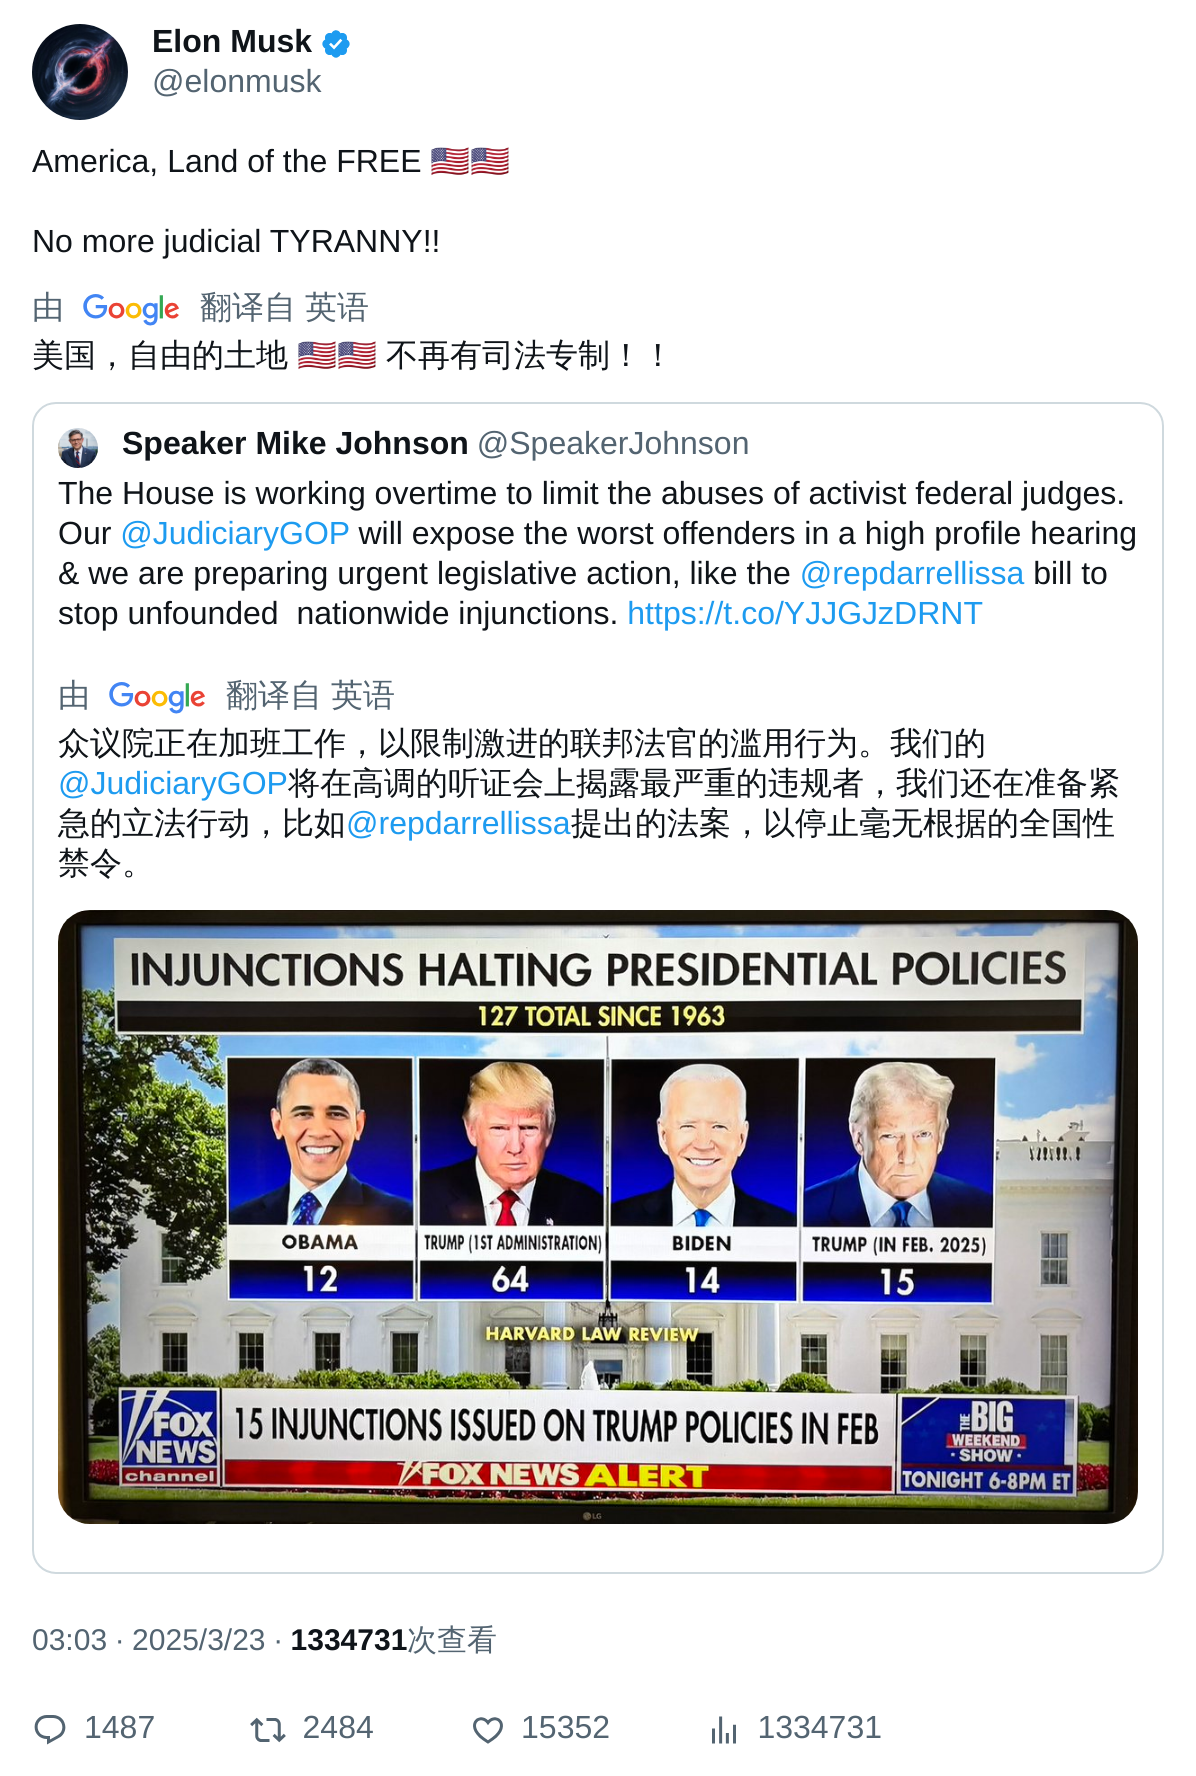 Elon Musk
@elonmusk
America, Land of the FREE 🇺🇸🇺🇸
No more judicial TYRANNY!!
由 Google 翻译自 英语
美国，自由的土地 🇺🇸🇺🇸 不再有司法专制！！
Speaker Mike Johnson @SpeakerJohnson
The House is working overtime to limit the abuses of activist federal judges.
Our @JudiciaryGOP will expose the worst offenders in a high profile hearing
& we are preparing urgent legislative action, like the @repdarrellissa bill to
stop unfounded  nationwide injunctions. https://t.co/YJJGJzDRNT
由 Google 翻译自 英语
众议院正在加班工作，以限制激进的联邦法官的滥用行为。我们的
@JudiciaryGOP将在高调的听证会上揭露最严重的违规者，我们还在准备紧
急的立法行动，比如@repdarrellissa提出的法案，以停止毫无根据的全国性
禁令。
INJUNCTIONS HALTING PRESIDENTIAL POLICIES
127 TOTAL SINCE 1963
OBAMA
12
TRUMP (1ST ADMINISTRATION)
64
BIDEN
14
TRUMP (IN FEB. 2025)
15
HARVARD LAW REVIEW
FOX
NEWS
channel
15 INJUNCTIONS ISSUED ON TRUMP POLICIES IN FEB
FOX NEWS ALERT
THE BIG
WEEKEND
· SHOW ·
TONIGHT 6-8PM ET
LG
03:03 · 2025/3/23 · 1334731次查看
1487 2484 15352 1334731